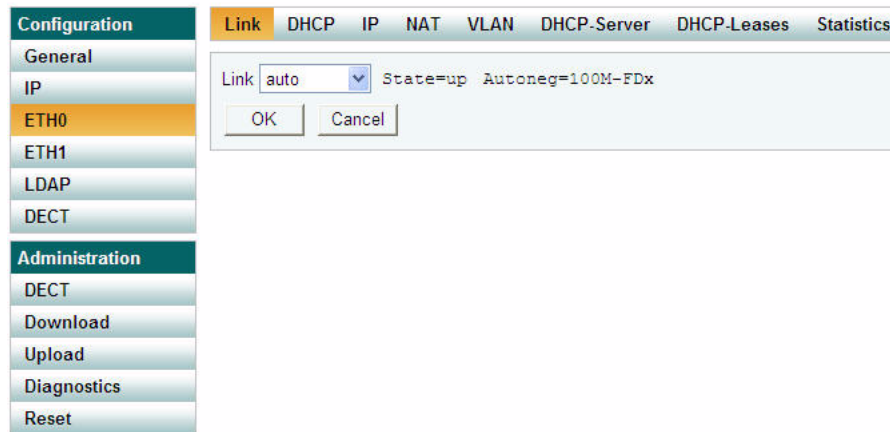 Configuration
General
IP
ETH0
ETH1
LDAP
DECT
Administration
DECT
Download
Upload
Diagnostics
Reset
Link DHCP IP NAT VLAN DHCP-Server DHCP-Leases Statistics
Link auto State=up Autoneg=100M-FDx
OK Cancel